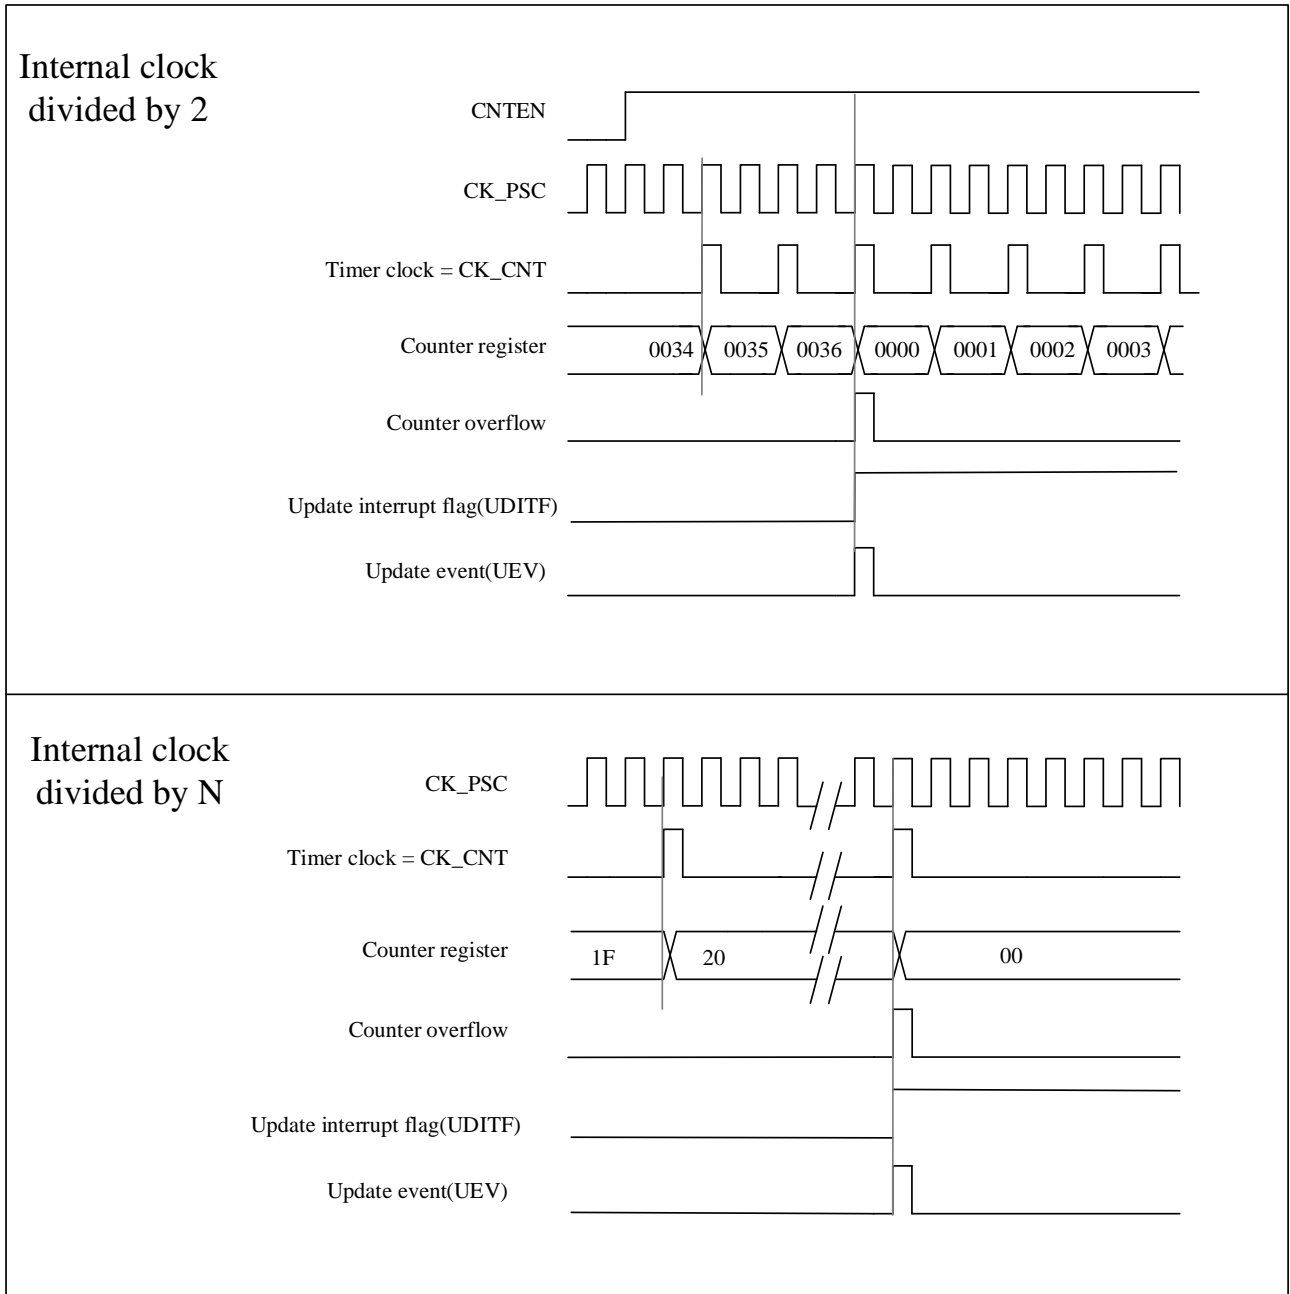 Internal clock
divided by 2
CNTEN
CK_PSC
Timer clock = CK_CNT
Counter register
0034 0035 0036 0000 0001 0002 0003
Counter overflow
Update interrupt flag(UDITF)
Update event(UEV)
Internal clock
divided by N
CK_PSC
Timer clock = CK_CNT
Counter register
1F 20 00
Counter overflow
Update interrupt flag(UDITF)
Update event(UEV)